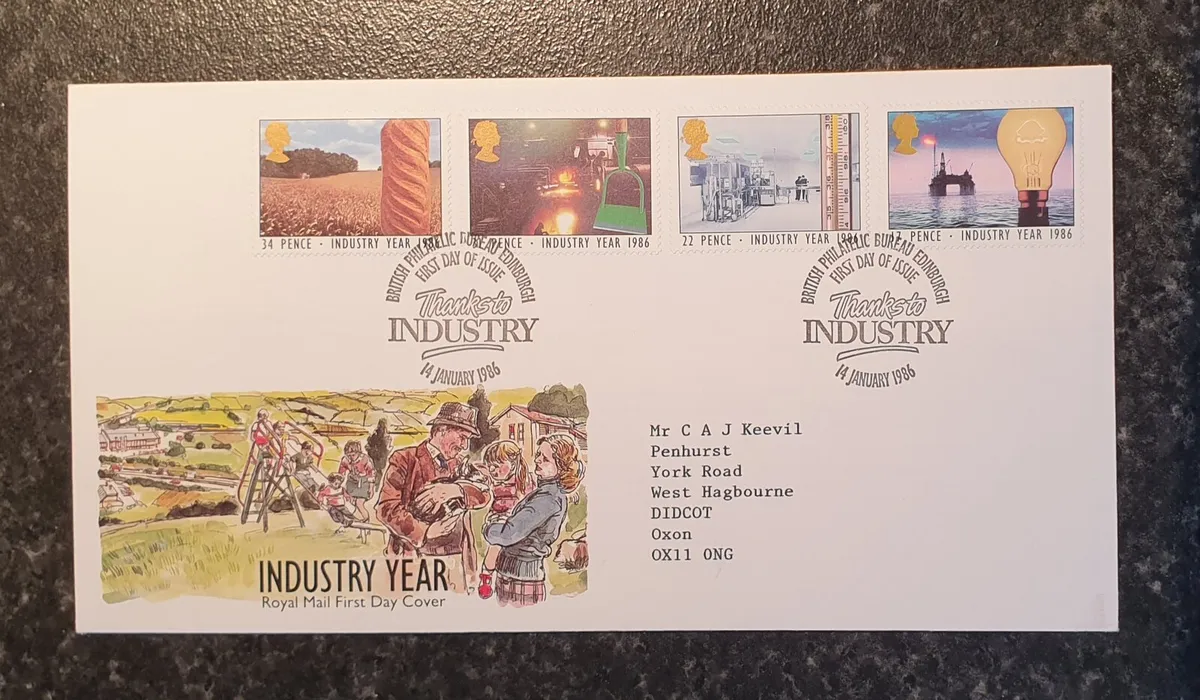 34 PENCE · INDUSTRY YEAR 1986
PENCE · INDUSTRY YEAR 1986
22 PENCE · INDUSTRY YEAR 1986
PENCE · INDUSTRY YEAR 1986
BRITISH PHILATELIC BUREAU EDINBURGH
FIRST DAY OF ISSUE
Thanks to
INDUSTRY
14 JANUARY 1986
BRITISH PHILATELIC BUREAU EDINBURGH
FIRST DAY OF ISSUE
Thanks to
INDUSTRY
14 JANUARY 1986
Mr C A J Keevil
Penhurst
York Road
West Hagbourne
DIDCOT
Oxon
OX11 0NG
INDUSTRY YEAR
Royal Mail First Day Cover